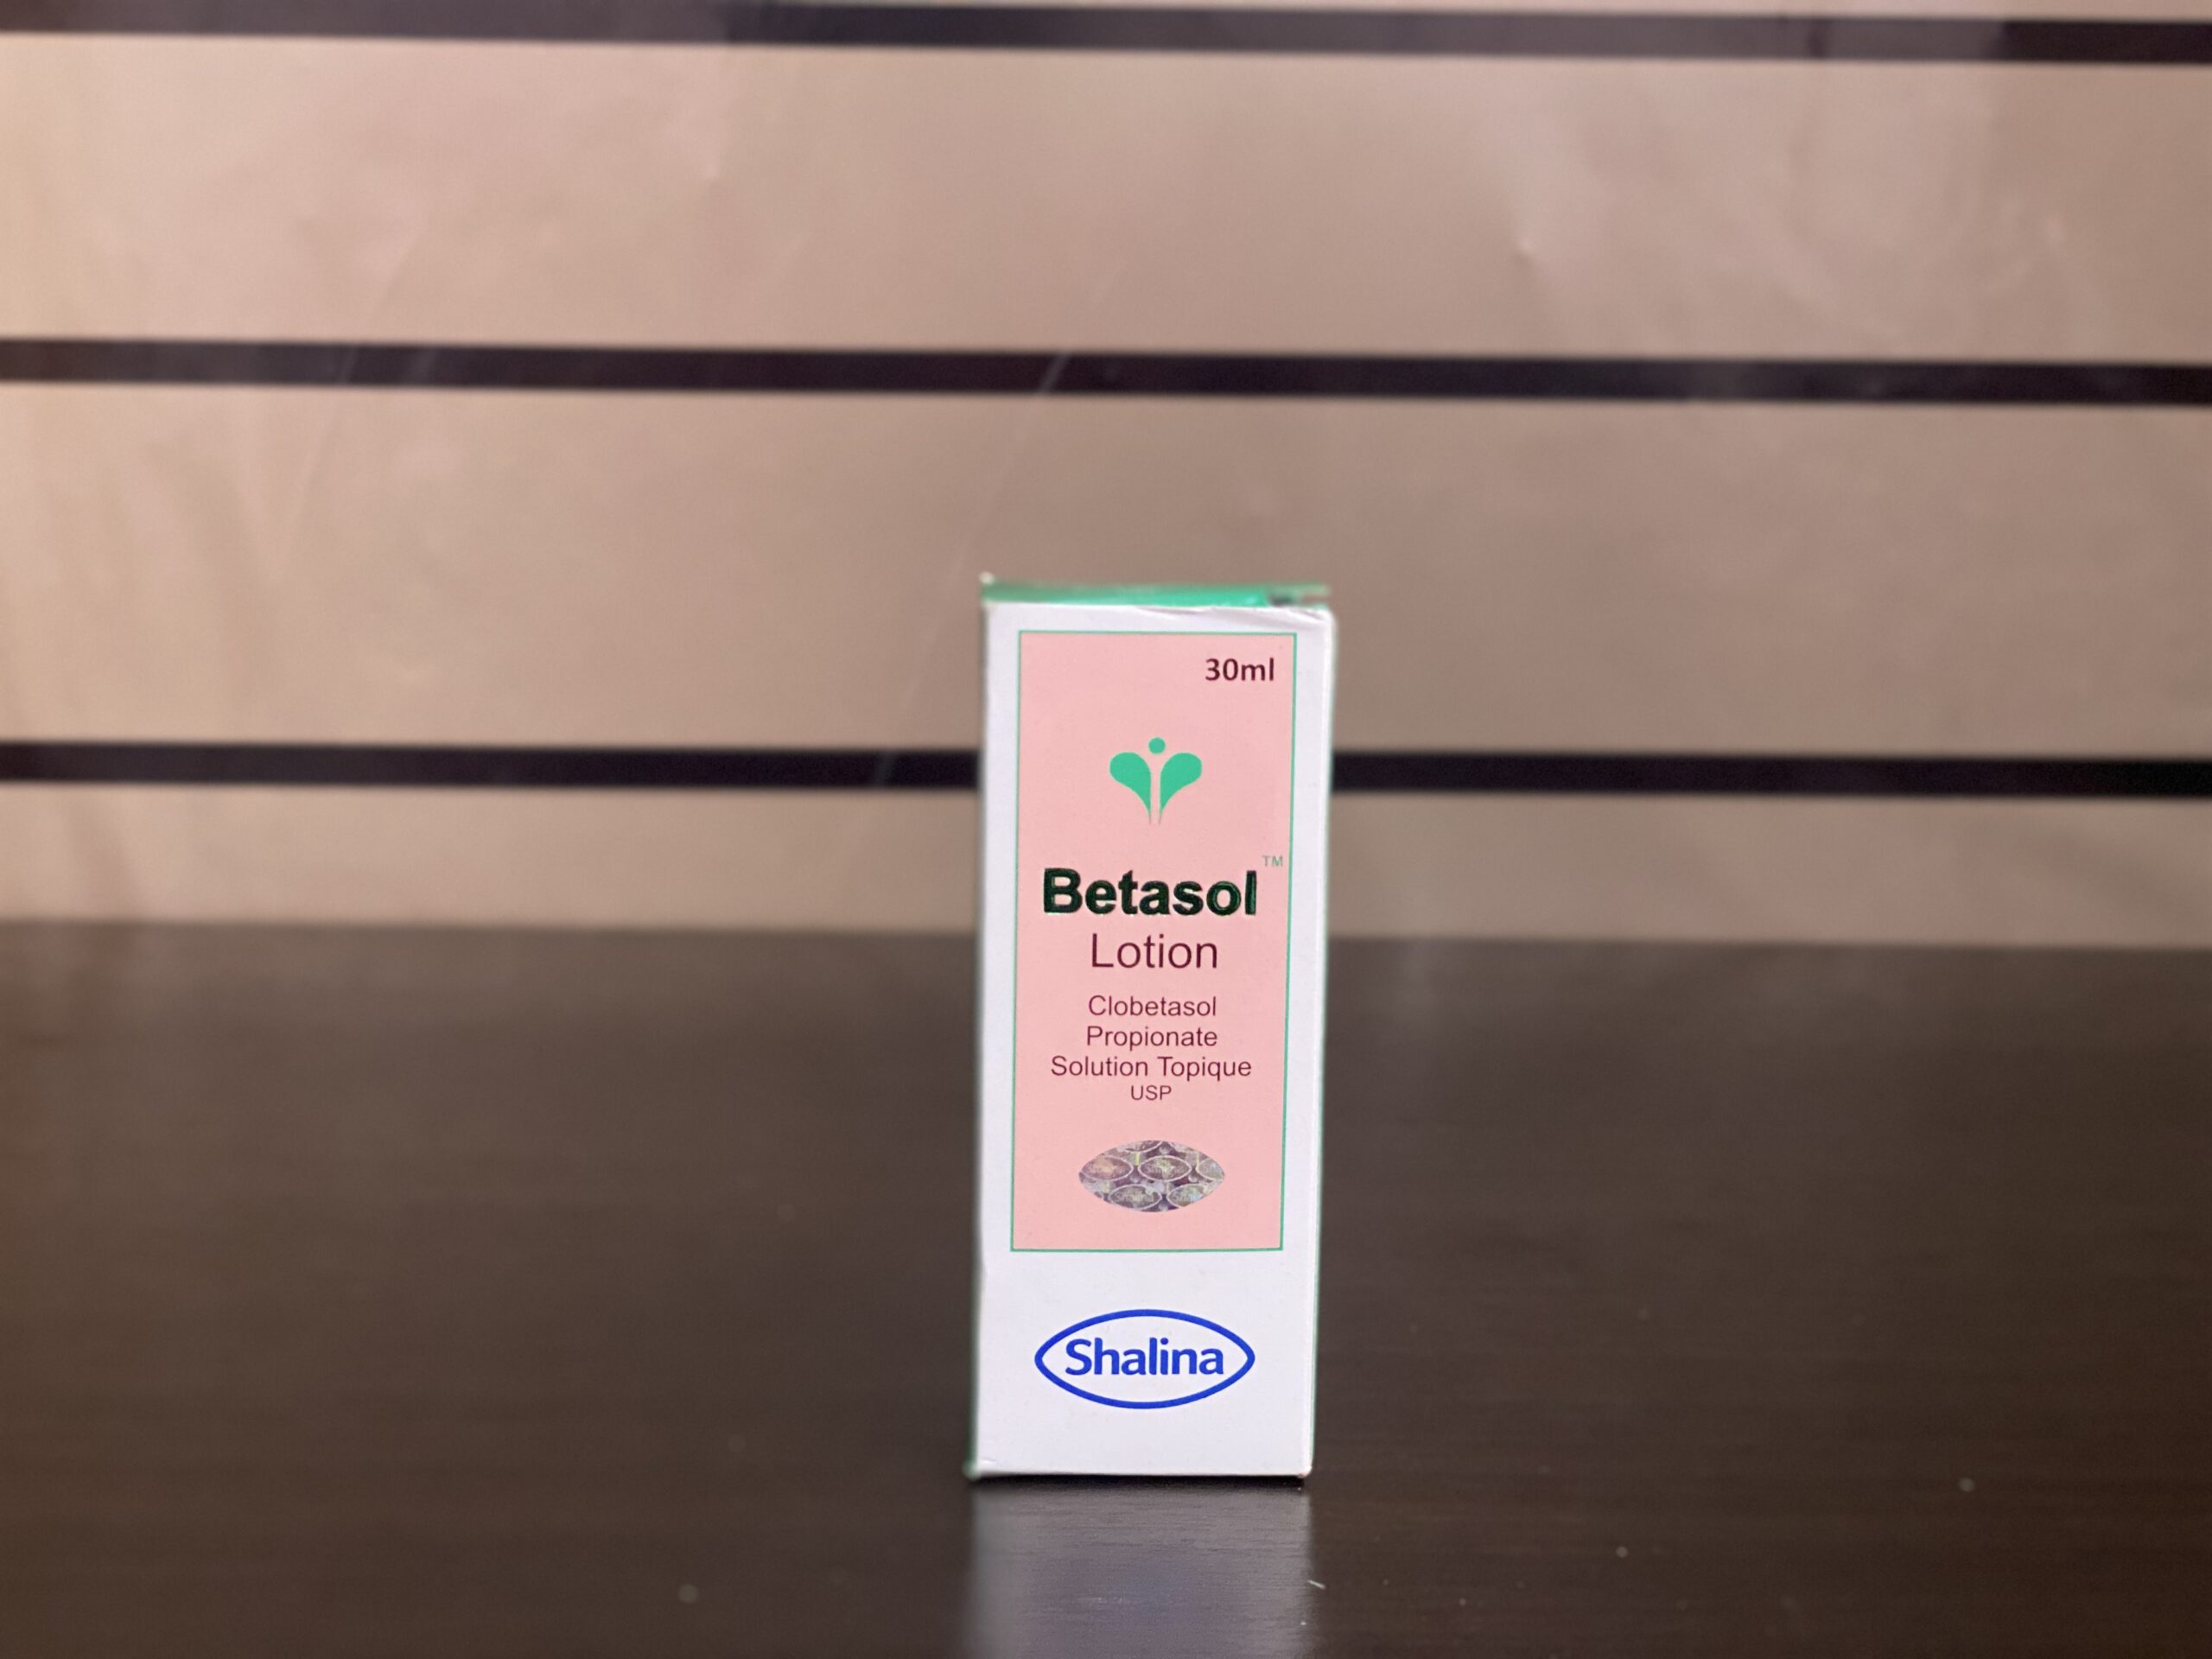 30ml
Betasol™
Lotion
Clobetasol
Propionate
Solution Topique
USP
Shalina